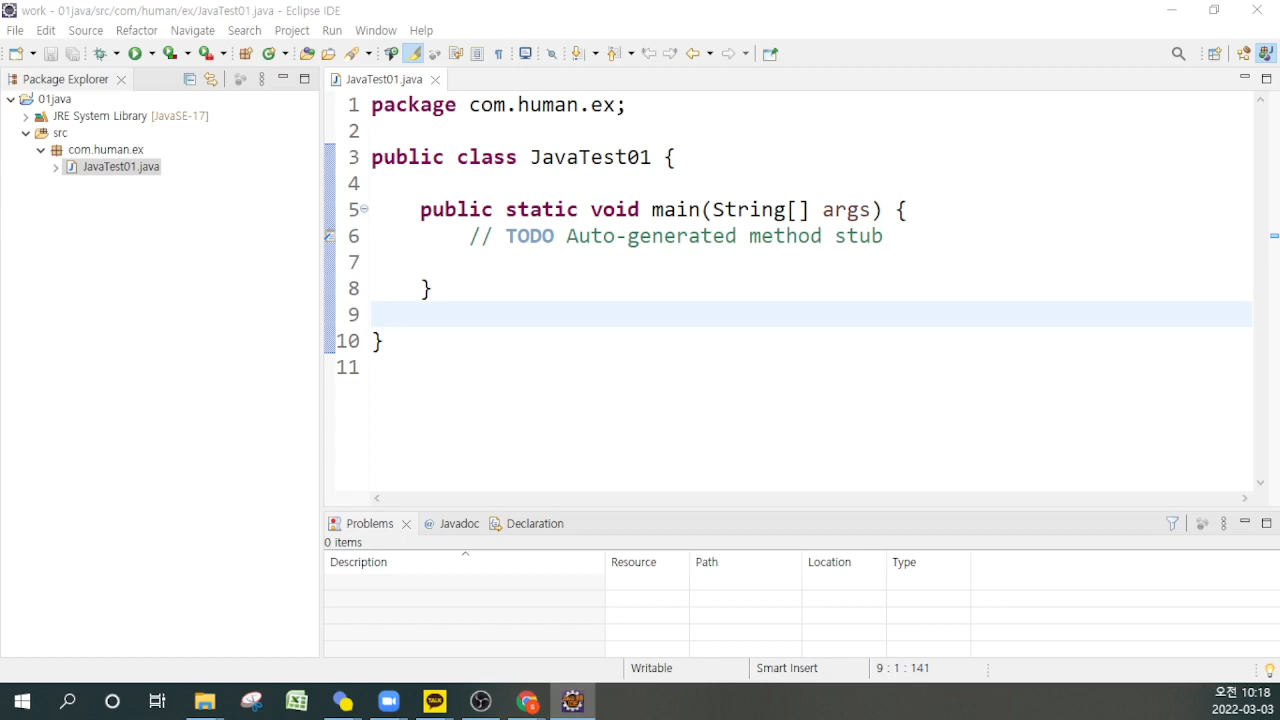 work - 01java/src/com/human/ex/JavaTest01.java - Eclipse IDE
File Edit Source Refactor Navigate Search Project Run Window Help
Package Explorer
01java
JRE System Library [JavaSE-17]
src
com.human.ex
JavaTest01.java
JavaTest01.java
1 package com.human.ex;
2
3 public class JavaTest01 {
4
5 public static void main(String[] args) {
6 // TODO Auto-generated method stub
7
8 }
9
10 }
11
Problems Javadoc Declaration
0 items
Description Resource Path Location Type
Writable Smart Insert 9 : 1 : 141
TALK
오전 10:18
2022-03-03